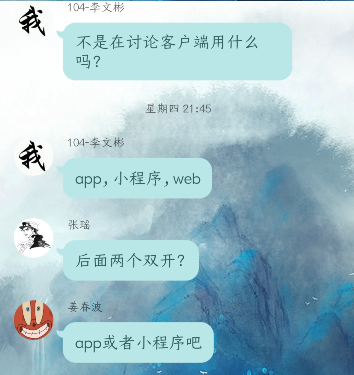 104-李文彬
我
不是在讨论客户端用什么
吗？
星期四 21:45
104-李文彬
我
app，小程序，web
张瑶
后面两个双开？
姜春波
app或者小程序吧